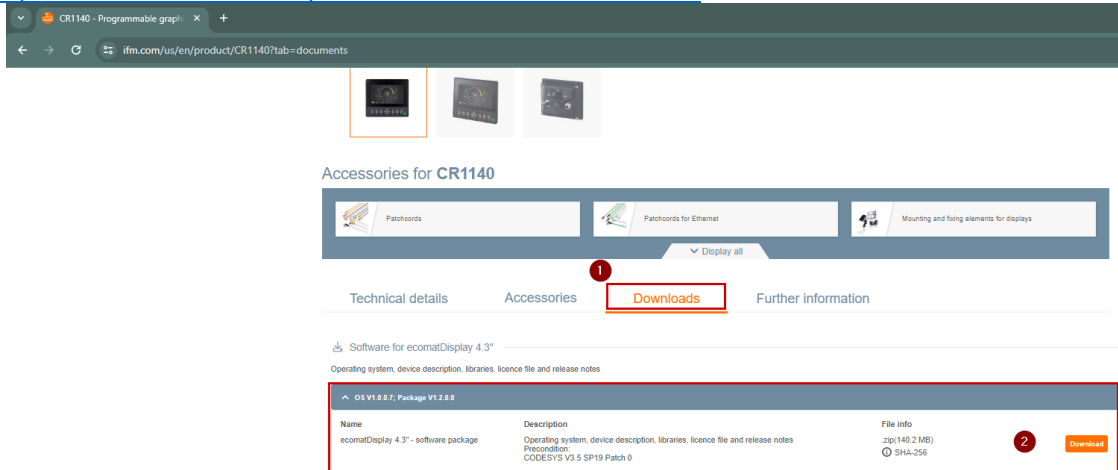 CR1140 - Programmable graph
ifm.com/us/en/product/CR1140?tab=documents
Accessories for CR1140
Patchcords
Patchcords for Ethernet
Mounting and fixing elements for displays
Display all
1
Technical details
Accessories
Downloads
Further information
Software for ecomatDisplay 4.3"
Operating system, device description, libraries, licence file and release notes
OS V1.0.0.7; Package V1.2.0.0
Name
Description
File info
ecomatDisplay 4.3" - software package
Operating system, device description, libraries, licence file and release notes
Precondition:
CODESYS V3.5 SP19 Patch 0
.zip(140.2 MB)
SHA-256
2
Download